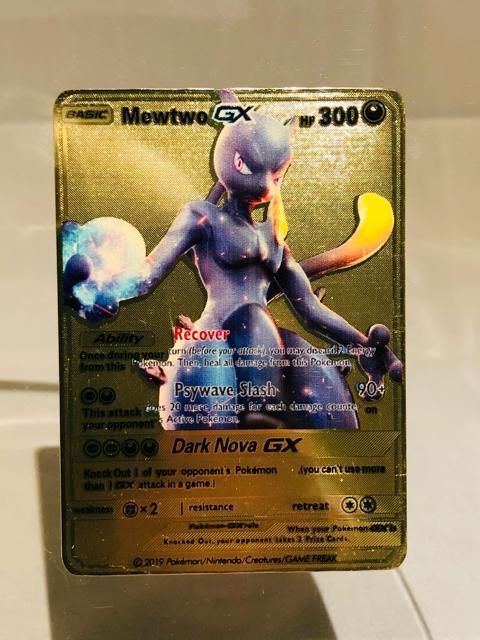 BASIC Mewtwo GX HP 300
Ability Recover
Once dnring your turn (before your attack), you may discard 2 Energy
from this Pokémon. Then, heal all damage from this Pokémon.
Psywave Slash 90+
This attack does 20 more damage for each damage counter on
your opponent's Active Pokémon.
Dark Nova GX
Knock Out 1 of your opponent's Pokémon .(you can't use more
than 1 GX attack in a game.)
weakness ×2 resistance retreat
Pokémon-GX rule When your Pokemon-GX is
Knocked Out, your opponent takes 2 Prize Cards.
© 2019 Pokémon/Nintendo/Creatures/GAME FREAK